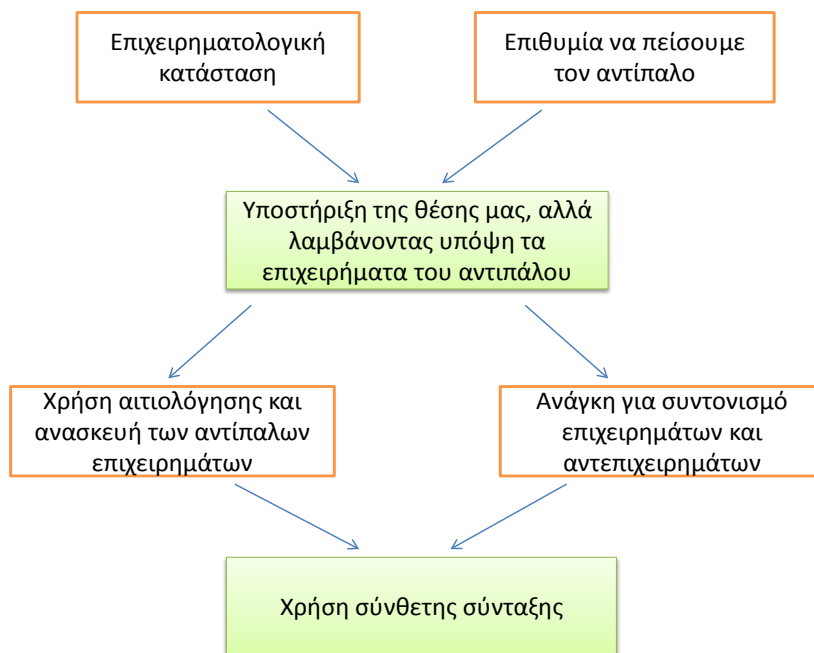 Επιχειρηματολογική
κατάσταση
Επιθυμία να πείσουμε
τον αντίπαλο
Υποστήριξη της θέσης μας, αλλά
λαμβάνοντας υπόψη τα
επιχειρήματα του αντιπάλου
Χρήση αιτιολόγησης και
ανασκευή των αντίπαλων
επιχειρημάτων
Ανάγκη για συντονισμό
επιχειρημάτων και
αντεπιχειρημάτων
Χρήση σύνθετης σύνταξης